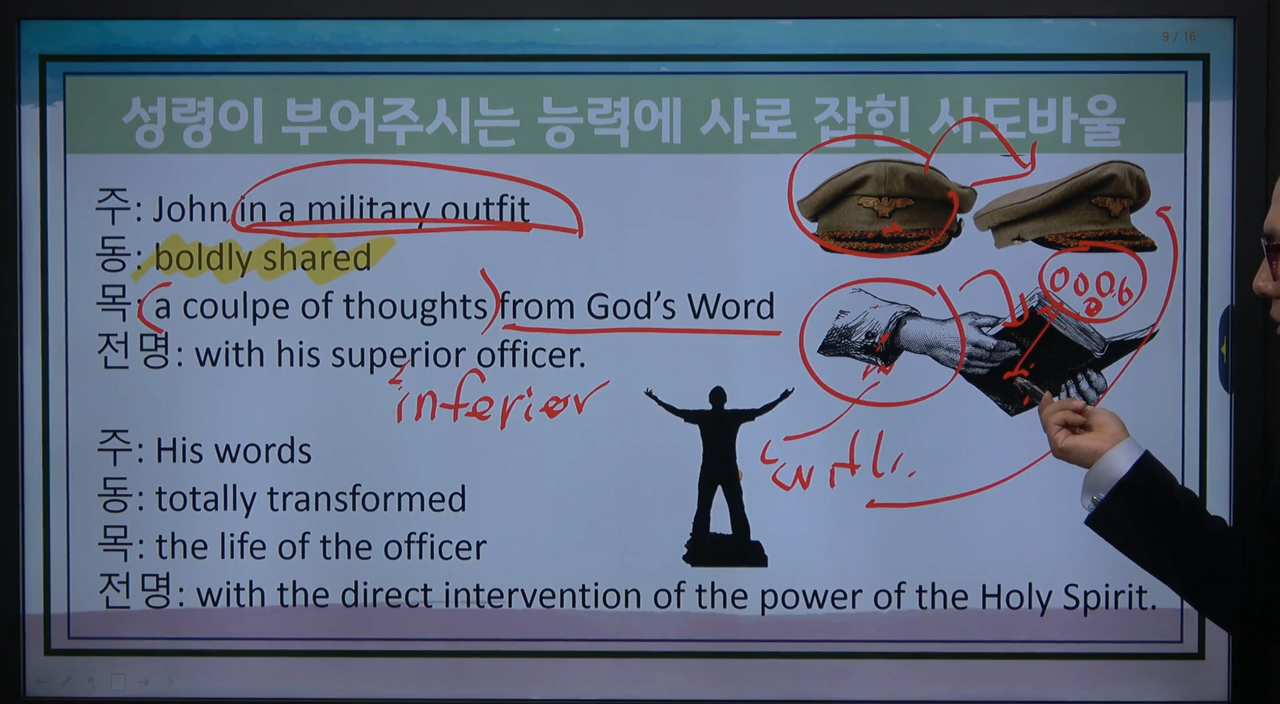 9 / 16
성령이 부어주시는 능력에 사로 잡힌 사도바울
주: John in a military outfit
동: boldly shared
목: a coulpe of thoughts from God's Word
전명: with his superior officer.
inferior
with
주: His words
동: totally transformed
목: the life of the officer
전명: with the direct intervention of the power of the Holy Spirit.